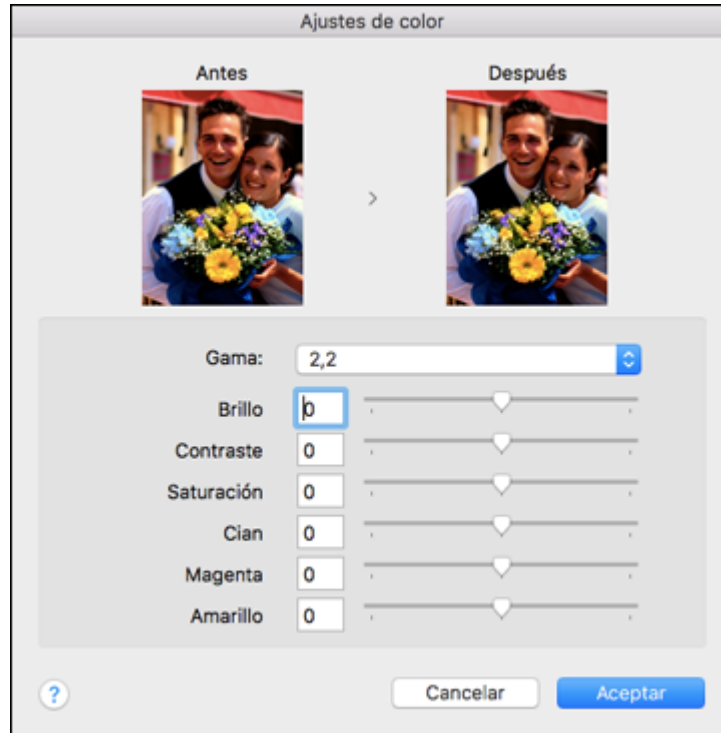 Ajustes de color
Antes Después
>
Gama: 2,2
Brillo 0
Contraste 0
Saturación 0
Cian 0
Magenta 0
Amarillo 0
? Cancelar Aceptar